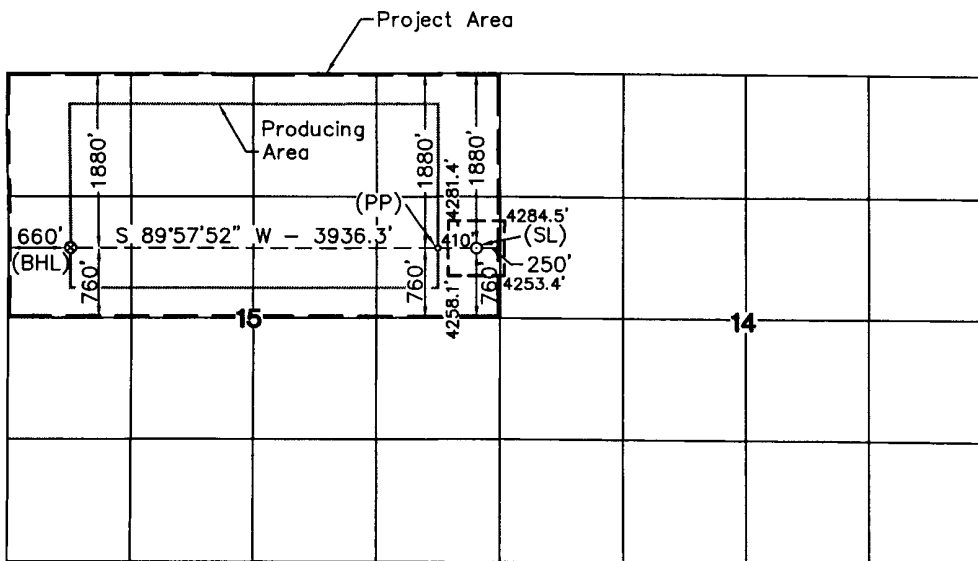 Project Area
Producing
Area
1880'
1880'
1880'
4281.4'
(PP)
4284.5'
660'
S 89°57'52" W - 3936.3'
410'
(SL)
(BHL)
250'
760'
760'
760'
4258.1'
4253.4'
15
14